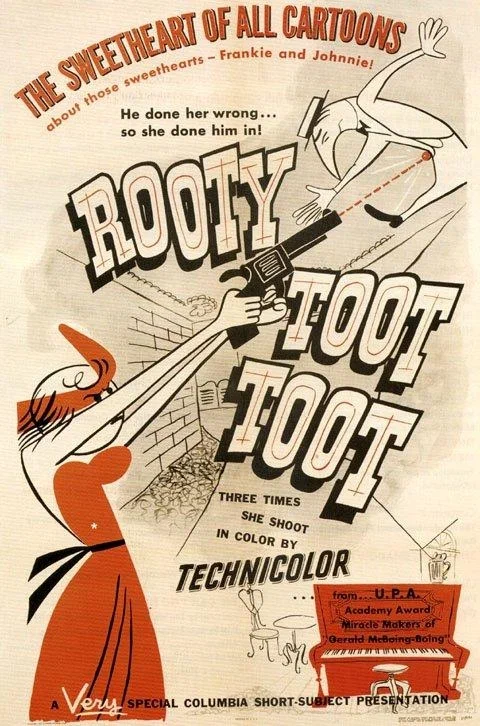 THE SWEETHEART OF ALL CARTOONS
about those sweethearts – Frankie and Johnnie!
He done her wrong...
so she done him in!
ROOTY
TOOT
TOOT
THREE TIMES
SHE SHOOT
IN COLOR BY
TECHNICOLOR
...
from... U.P.A.
Academy Award
Miracle Makers of
"Gerald McBoing-Boing"
A Very SPECIAL COLUMBIA SHORT-SUBJECT PRESENTATION